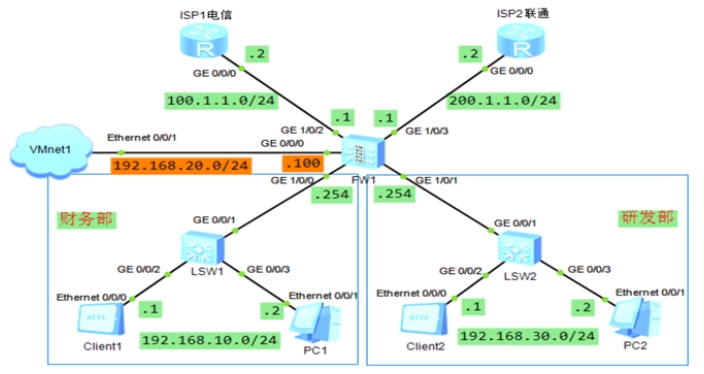 ISP1电信
ISP2联通
R
R
.2
.2
GE 0/0/0
GE 0/0/0
100.1.1.0/24
200.1.1.0/24
.1
.1
GE 1/0/2
GE 1/0/3
Ethernet 0/0/1
GE 0/0/0
VMnet1
192.168.20.0/24
.100
FW1
GE 1/0/0
GE 1/0/1
.254
.254
财务部
研发部
GE 0/0/1
GE 0/0/1
LSW1
LSW2
GE 0/0/2
GE 0/0/3
GE 0/0/2
GE 0/0/3
Ethernet 0/0/0
Ethernet 0/0/1
Ethernet 0/0/0
Ethernet 0/0/1
.1
.2
.1
.2
Client1
192.168.10.0/24
PC1
Client2
192.168.30.0/24
PC2